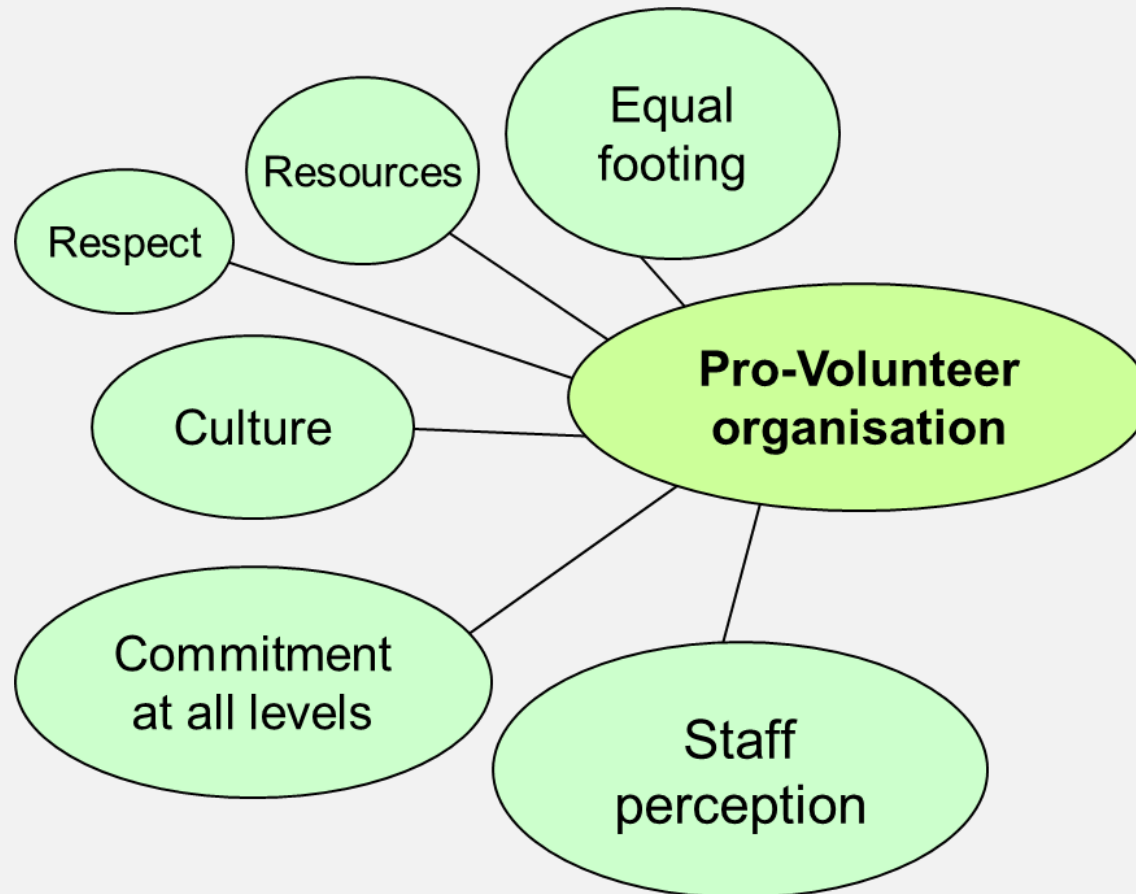 Equal
footing
Resources
Respect
Pro-Volunteer
organisation
Culture
Commitment
at all levels
Staff
perception